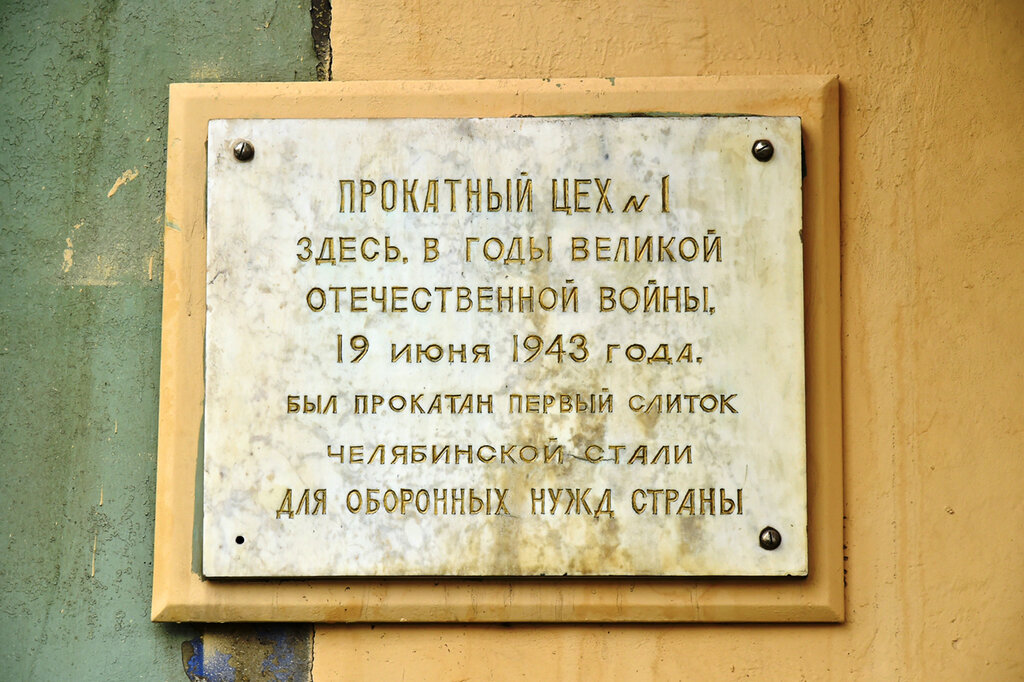 ПРОКАТНЫЙ ЦЕХ № 1
ЗДЕСЬ, В ГОДЫ ВЕЛИКОЙ
ОТЕЧЕСТВЕННОЙ ВОЙНЫ,
19 ИЮНЯ 1943 ГОДА,
БЫЛ ПРОКАТАН ПЕРВЫЙ СЛИТОК
ЧЕЛЯБИНСКОЙ СТАЛИ
ДЛЯ ОБОРОННЫХ НУЖД СТРАНЫ